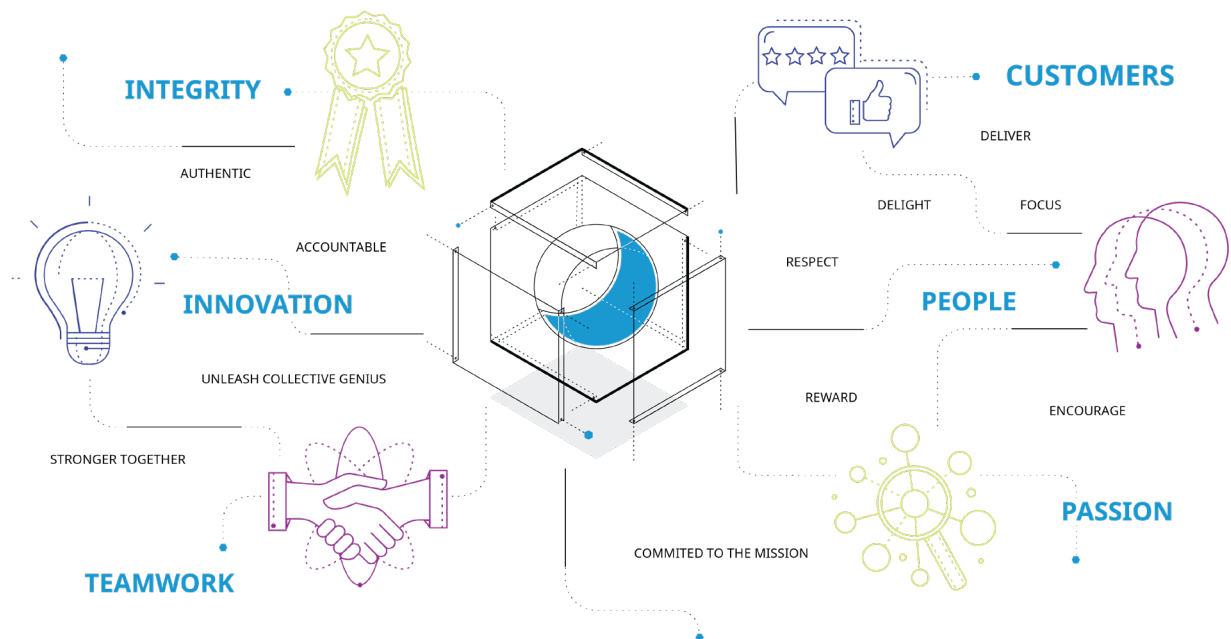 INTEGRITY
AUTHENTIC
ACCOUNTABLE
INNOVATION
UNLEASH COLLECTIVE GENIUS
STRONGER TOGETHER
TEAMWORK
CUSTOMERS
DELIVER
DELIGHT
FOCUS
RESPECT
PEOPLE
REWARD
ENCOURAGE
PASSION
COMMITED TO THE MISSION